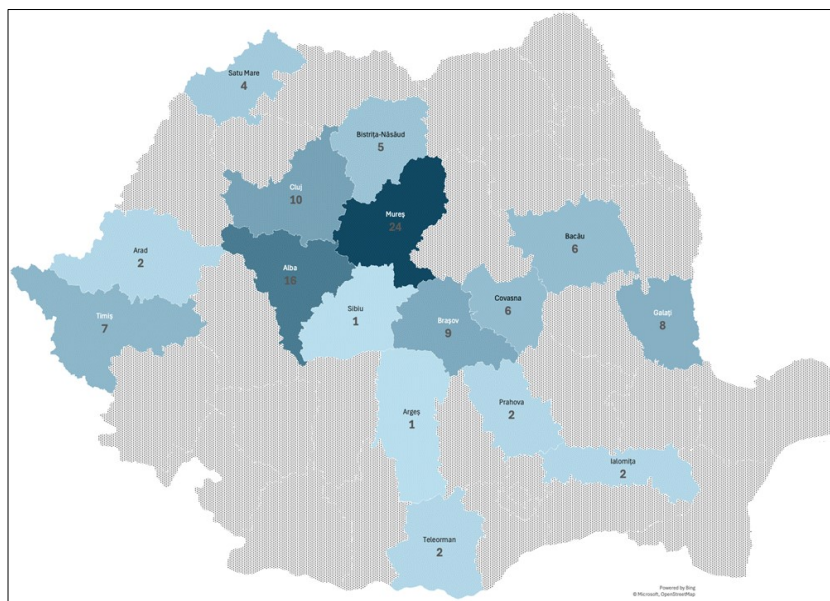 Satu Mare
4
Bistrița-Năsăud
5
Cluj
10
Mureș
24
Bacău
6
Arad
2
Alba
16
Covasna
6
Timiș
7
Sibiu
1
Brașov
9
Galați
8
Prahova
2
Argeș
1
Ialomița
2
Teleorman
2
Powered by Bing
© Microsoft, OpenStreetMap